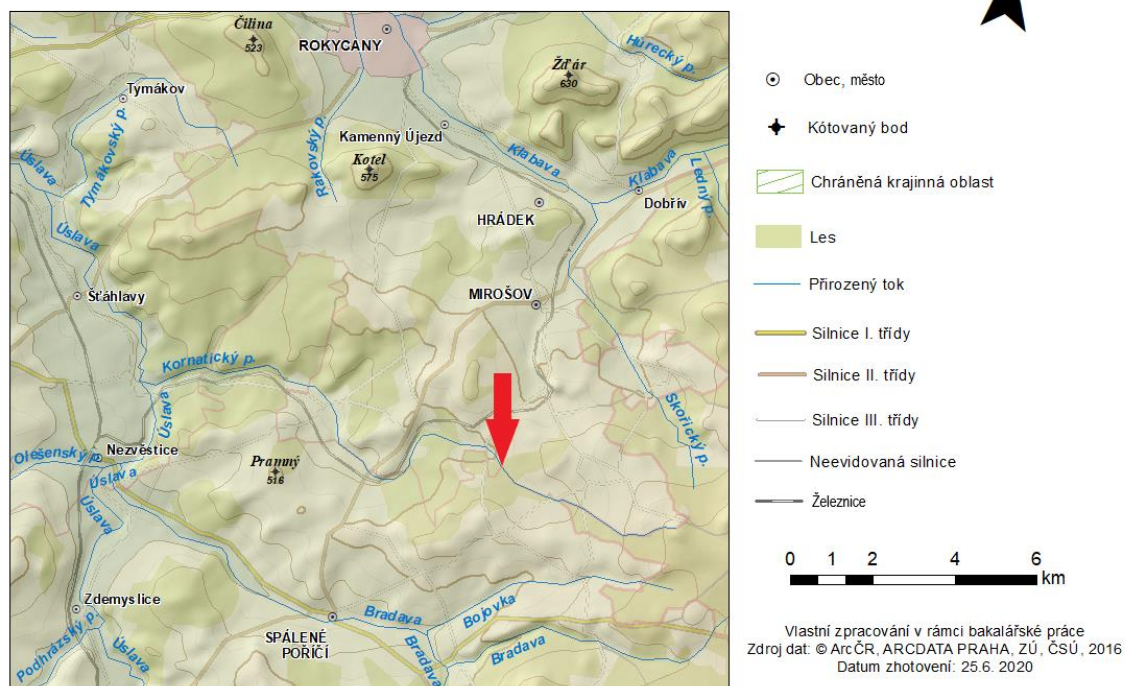 Čilina
523
ROKYCANY
Žďár
630
Húrecký p.
Týmákov
Týmákovský p.
Úslava
Rakovský p.
Kamenný Újezd
Kotel
575
Klabava
Klabava
Ledný p.
Dobřív
HRÁDEK
Úslava
Šťáhlavy
MIROŠOV
Kornatický p.
Úslava
Skořický p.
Olešenský p.
Nezvěstice
Úslava
Pramný
516
Úslava
Zdemyslice
Podhrázský p.
Úslava
SPÁLENÉ
POŘÍČÍ
Bradava
Bojovka
Bradava
Bradava
Obec, město
Kótovaný bod
Chráněná krajinná oblast
Les
Přirozený tok
Silnice I. třídy
Silnice II. třídy
Silnice III. třídy
Neevidovaná silnice
Železnice
0 1 2 4 6
km
Vlastní zpracování v rámci bakalářské práce
Zdroj dat: © ArcČR, ARCDATA PRAHA, ZÚ, ČSÚ, 2016
Datum zhotovení: 25.6. 2020